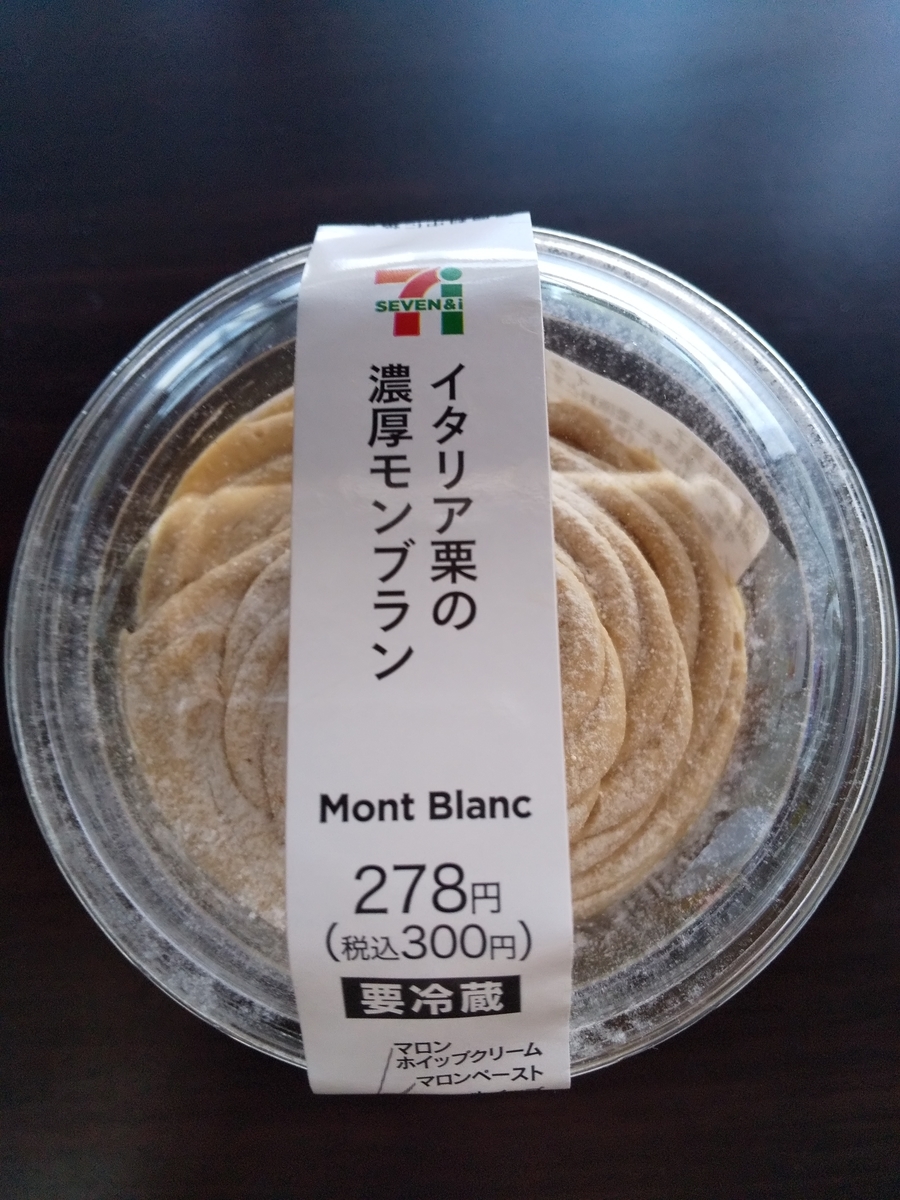 SEVEN&i
イタリア栗の
濃厚モンブラン
Mont Blanc
278円
(税込300円)
要冷蔵
マロン
ホイップクリーム
マロンペースト